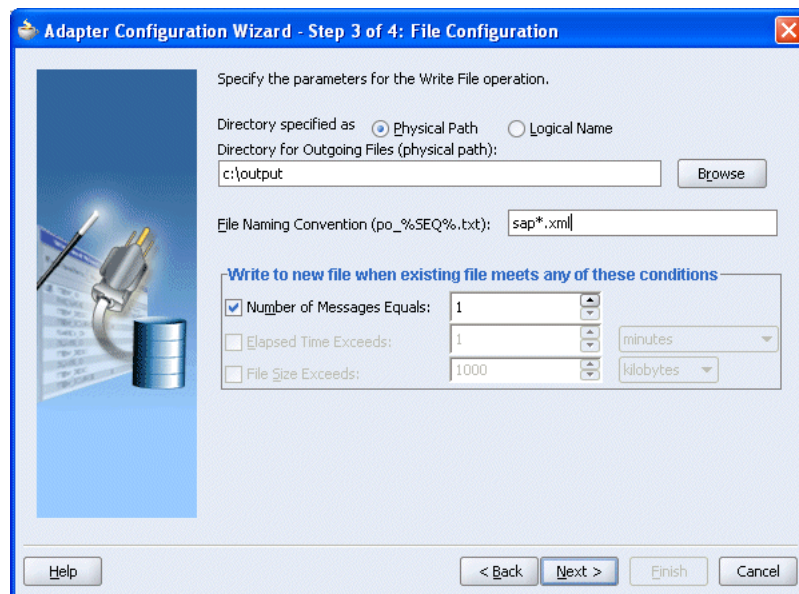 Adapter Configuration Wizard - Step 3 of 4: File Configuration
Specify the parameters for the Write File operation.
Directory specified as Physical Path Logical Name
Directory for Outgoing Files (physical path):
c:\output Browse
File Naming Convention (po_%SEQ%.txt): sap*.xml
Write to new file when existing file meets any of these conditions
Number of Messages Equals: 1
Elapsed Time Exceeds: 1 minutes
File Size Exceeds: 1000 kilobytes
Help < Back Next > Finish Cancel